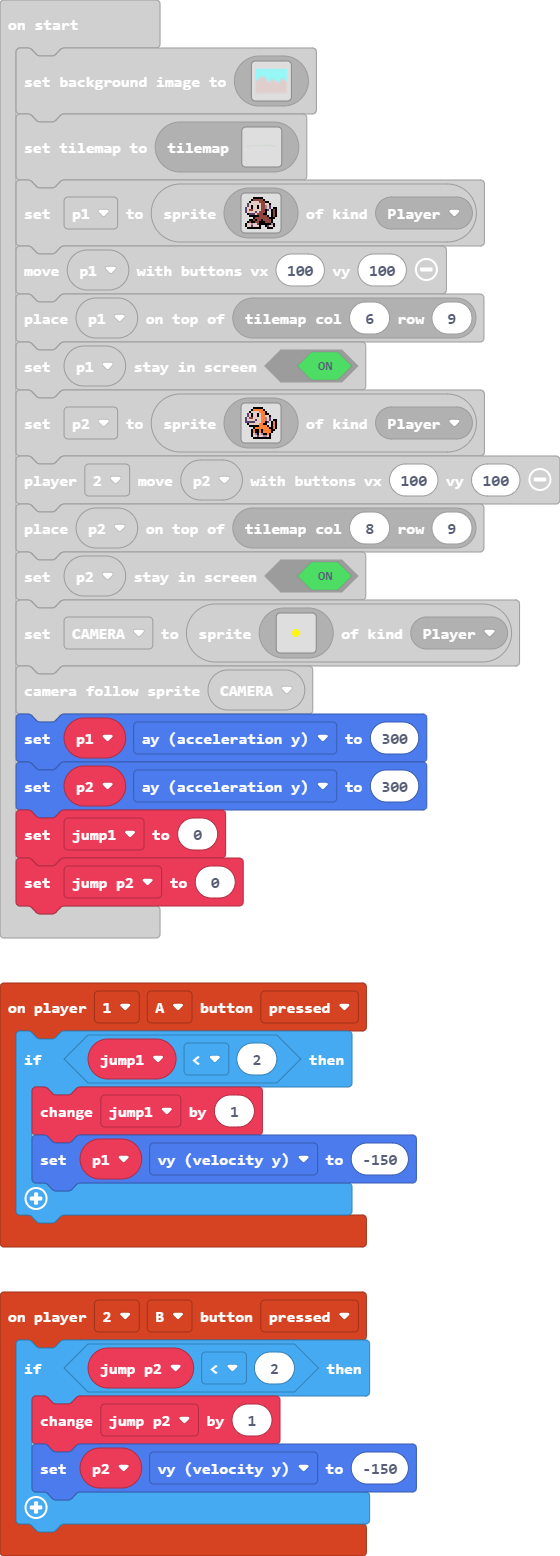 on start
set background image to
set tilemap to tilemap
set p1 to sprite of kind Player
move p1 with buttons vx 100 vy 100
place p1 on top of tilemap col 6 row 9
set p1 stay in screen ON
set p2 to sprite of kind Player
player 2 move p2 with buttons vx 100 vy 100
place p2 on top of tilemap col 8 row 9
set p2 stay in screen ON
set CAMERA to sprite of kind Player
camera follow sprite CAMERA
set p1 ay (acceleration y) to 300
set p2 ay (acceleration y) to 300
set jump1 to 0
set jump p2 to 0
on player 1 A button pressed
if jump1 < 2 then
change jump1 by 1
set p1 vy (velocity y) to -150
on player 2 B button pressed
if jump p2 < 2 then
change jump p2 by 1
set p2 vy (velocity y) to -150